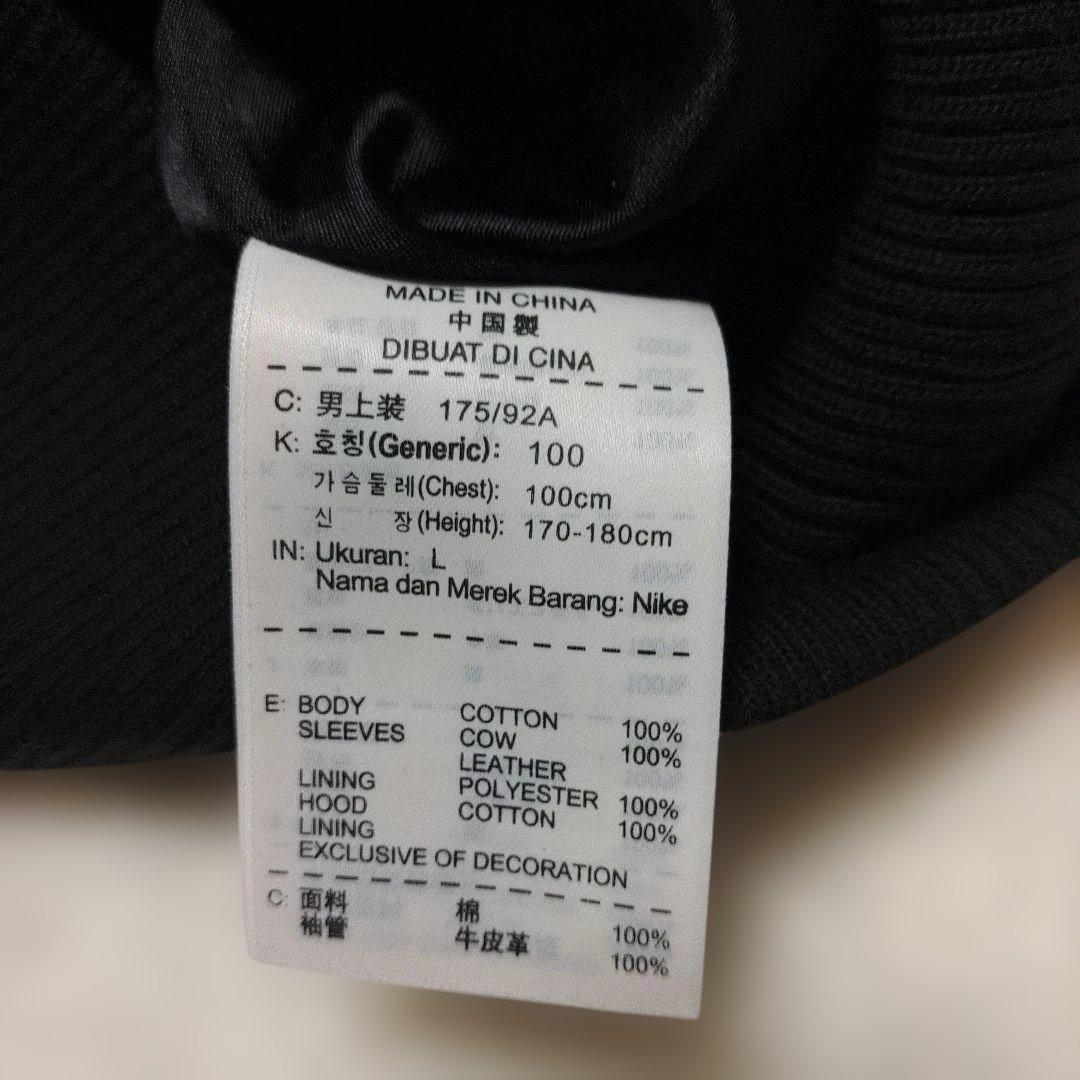 MADE IN CHINA
中国製
DIBUAT DI CINA
C: 男上装 175/92A
K: 호칭(Generic): 100
가슴둘레(Chest): 100cm
신 장(Height): 170-180cm
IN: Ukuran: L
Nama dan Merek Barang: Nike
E: BODY COTTON 100%
SLEEVES COW 100%
LEATHER
LINING POLYESTER 100%
HOOD COTTON 100%
LINING
EXCLUSIVE OF DECORATION
C: 面料 棉 100%
袖管 牛皮革 100%